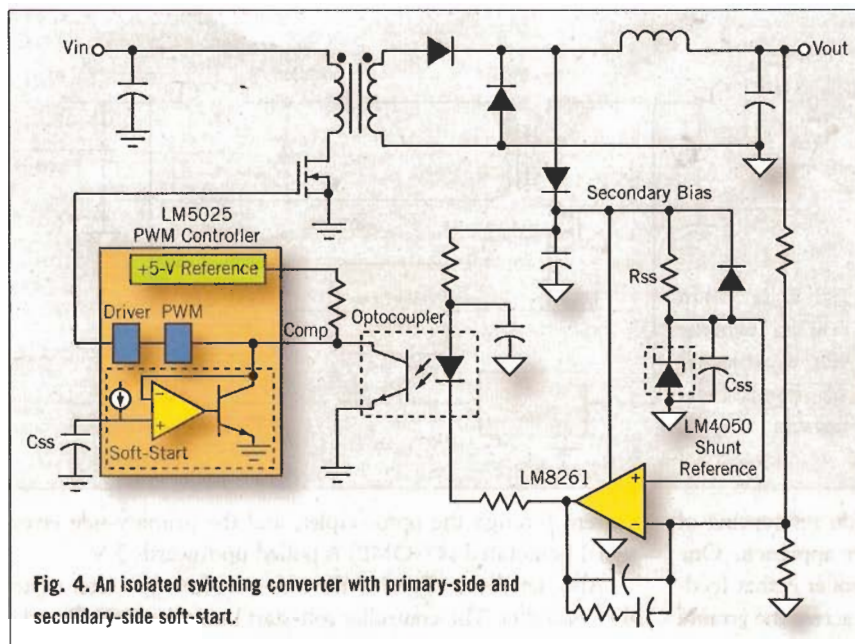 Vin
Vout
Secondary Bias
LM5025
PWM Controller
+5-V Reference
Driver
PWM
Comp
Optocoupler
Rss
Css
Css
Soft-Start
LM4050
Shunt
Reference
LM8261
+
−
−
+
Fig. 4. An isolated switching converter with primary-side and
secondary-side soft-start.